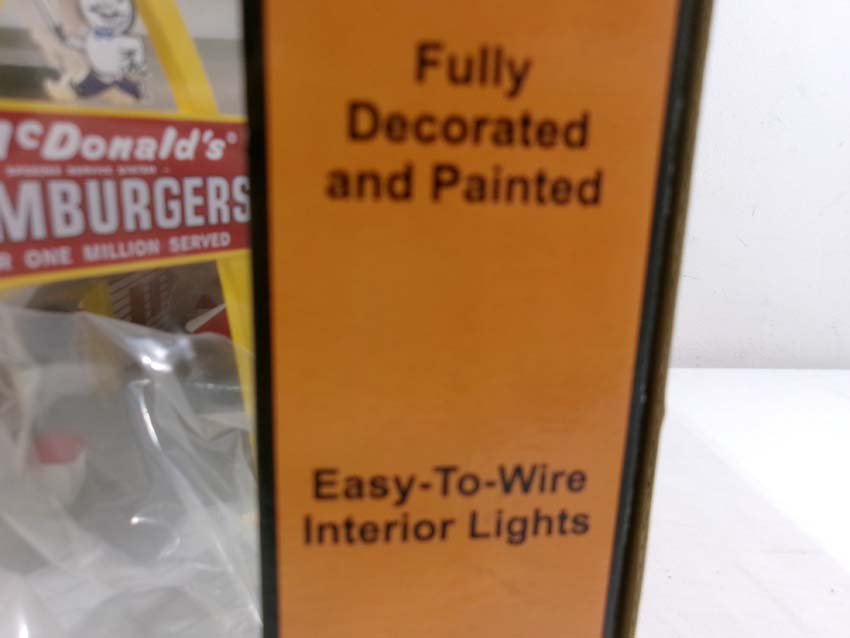 McDonald's
MBURGERS
R ONE MILLION SERVED
Fully
Decorated
and Painted
Easy-To-Wire
Interior Lights